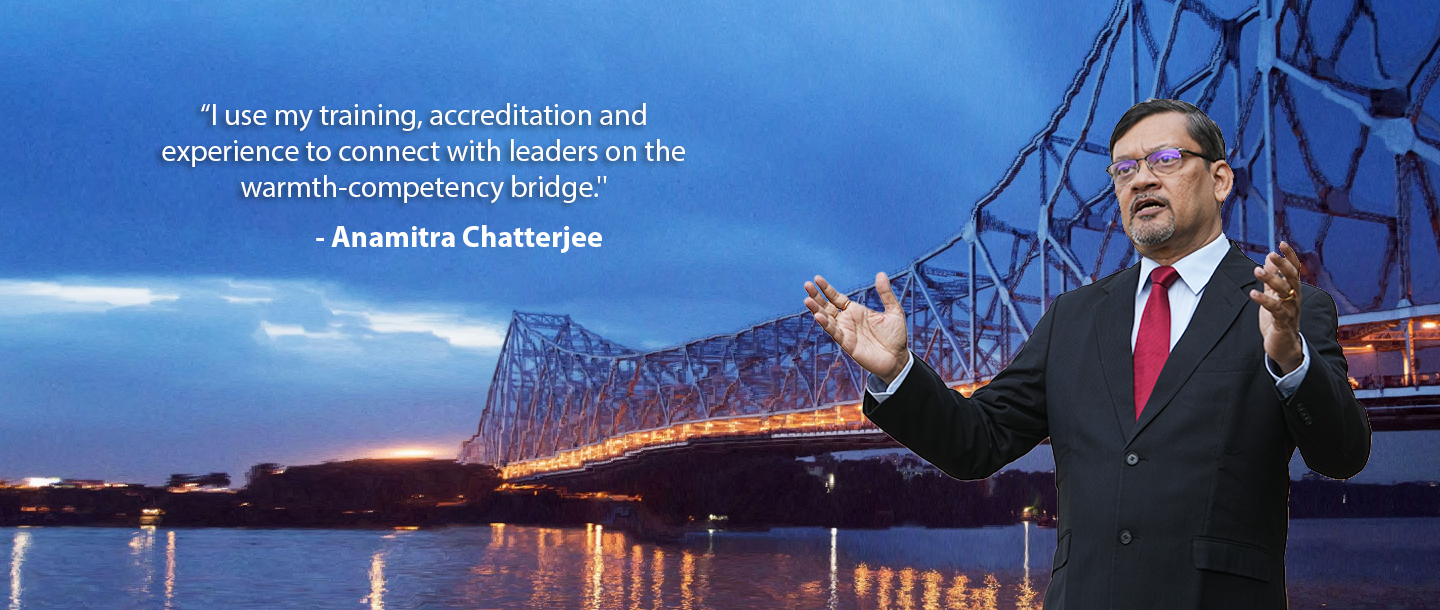 “I use my training, accreditation and
experience to connect with leaders on the
warmth-competency bridge."
- Anamitra Chatterjee